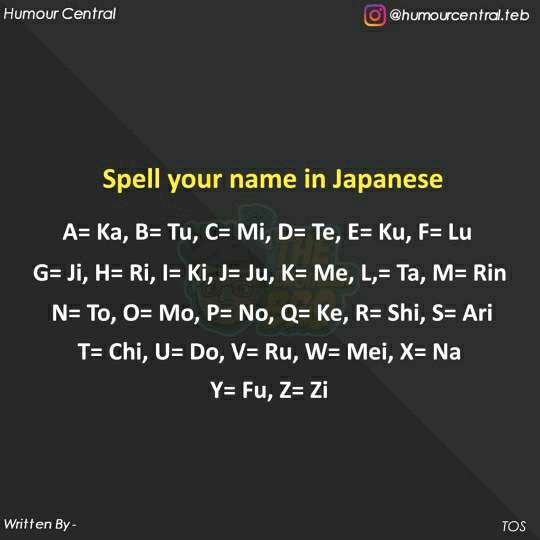 Humour Central
@humourcentral.teb
Spell your name in Japanese
A= Ka, B= Tu, C= Mi, D= Te, E= Ku, F= Lu
G= Ji, H= Ri, I= Ki, J= Ju, K= Me, L,= Ta, M= Rin
N= To, O= Mo, P= No, Q= Ke, R= Shi, S= Ari
T= Chi, U= Do, V= Ru, W= Mei, X= Na
Y= Fu, Z= Zi
Written By-
TOS